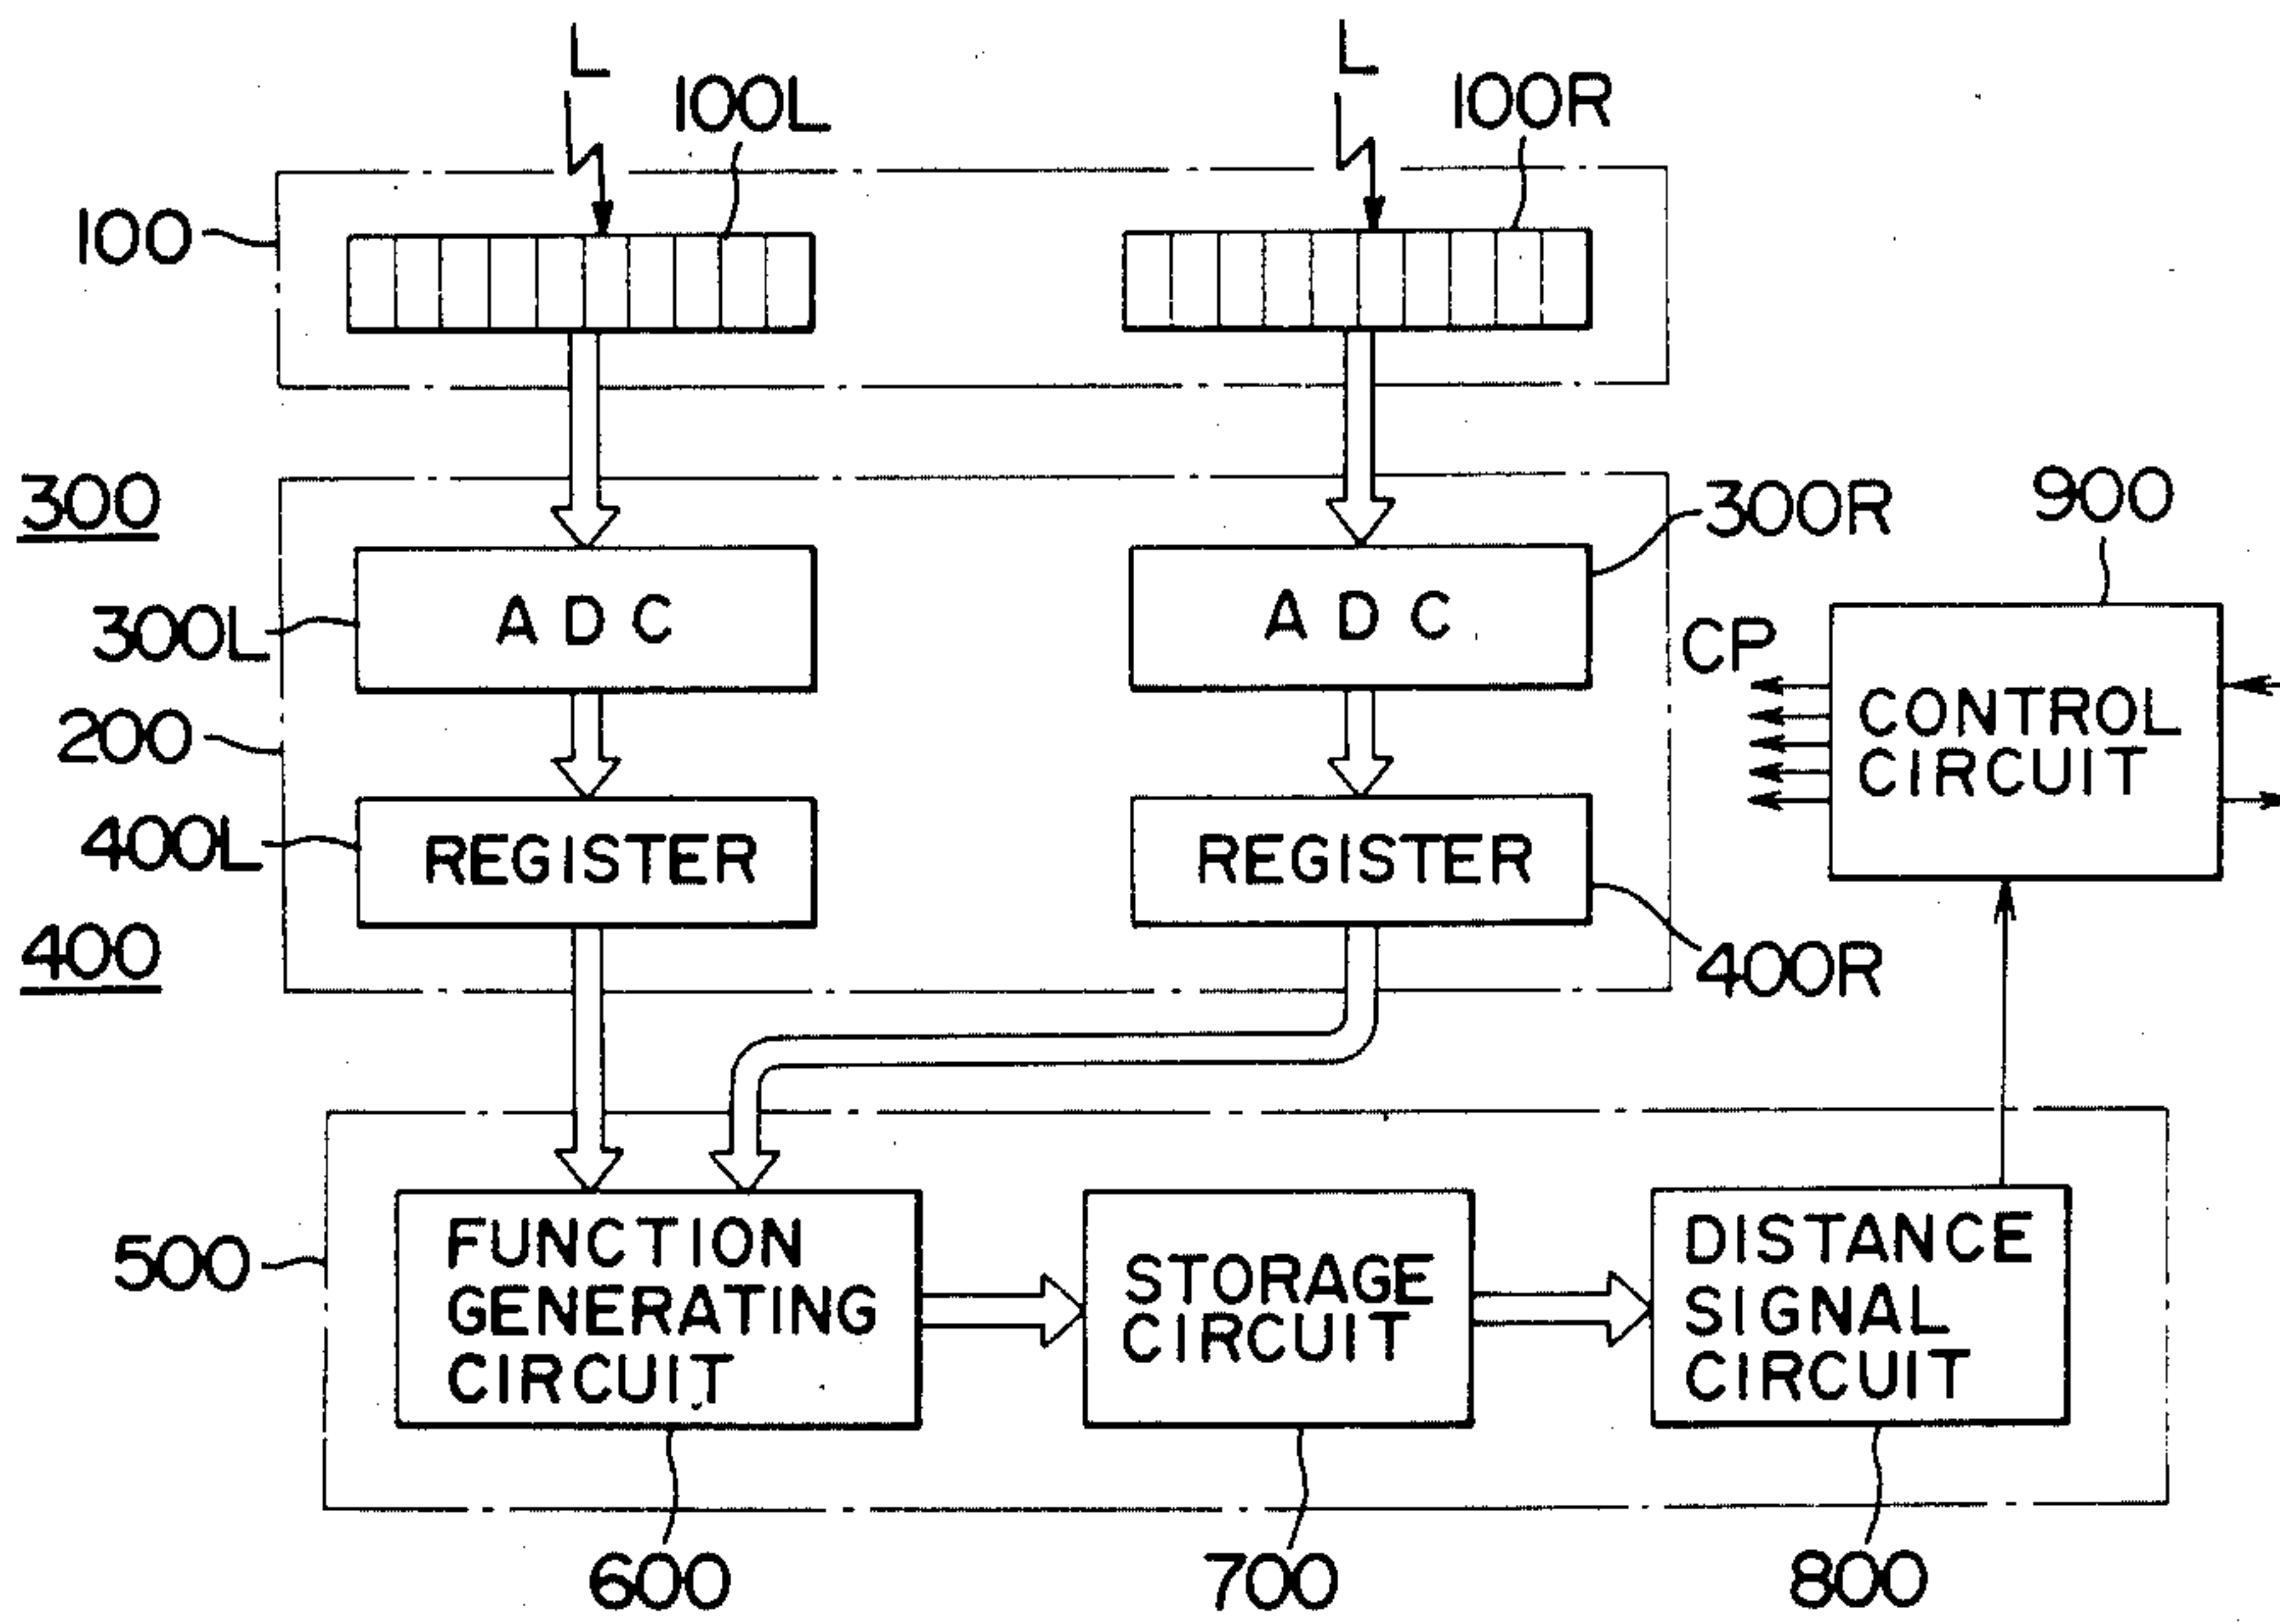 L
L
100L
100R
100
300
300R
900
300L
ADC
ADC
CP
200
CONTROL
CIRCUIT
400L
REGISTER
REGISTER
400
400R
500
FUNCTION
GENERATING
CIRCUIT
STORAGE
CIRCUIT
DISTANCE
SIGNAL
CIRCUIT
600
700
800